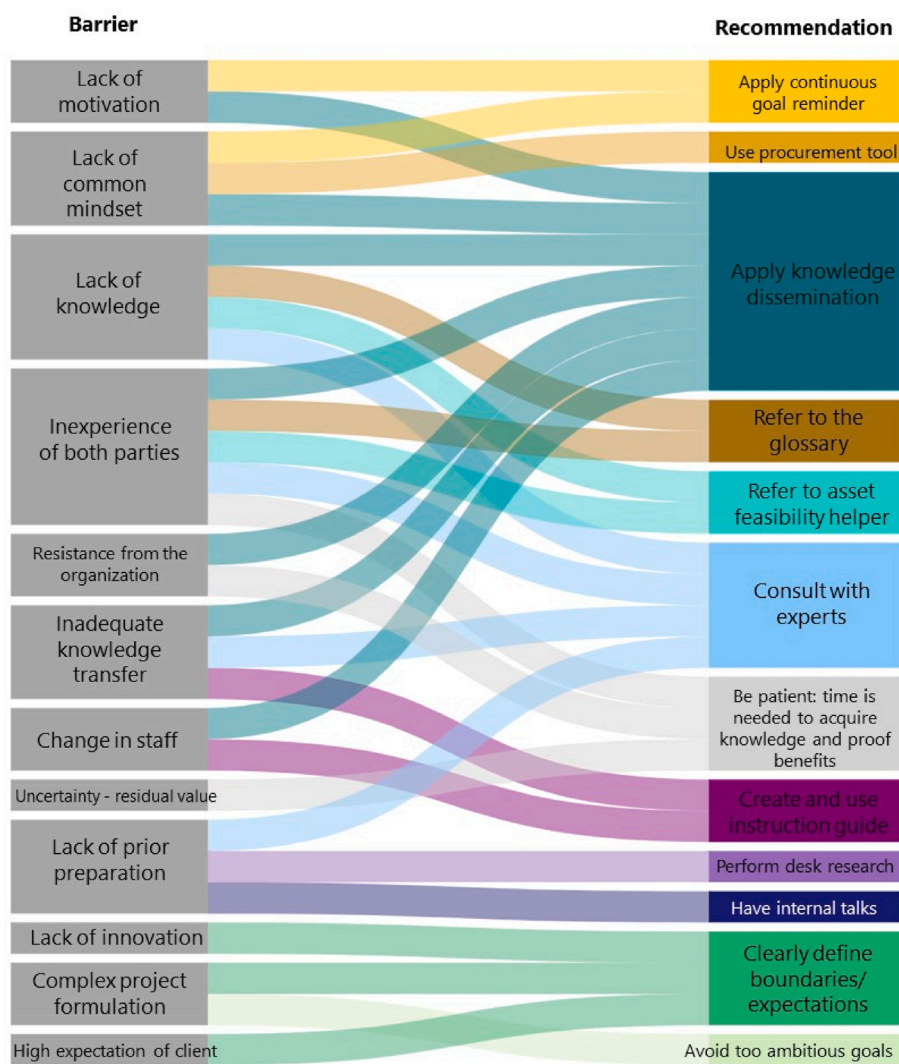 Barrier
Lack of
motivation
Lack of
common
mindset
Lack of
knowledge
Inexperience
of both parties
Resistance from the
organization
Inadequate
knowledge
transfer
Change in staff
Uncertainty - residual value
Lack of prior
preparation
Lack of innovation
Complex project
formulation
High expectation of client
Recommendation
Apply continuous
goal reminder
Use procurement tool
Apply knowledge
dissemination
Refer to the
glossary
Refer to asset
feasibility helper
Consult with
experts
Be patient: time is
needed to acquire
knowledge and proof
benefits
Create and use
instruction guide
Perform desk research
Have internal talks
Clearly define
boundaries/
expectations
Avoid too ambitious goals